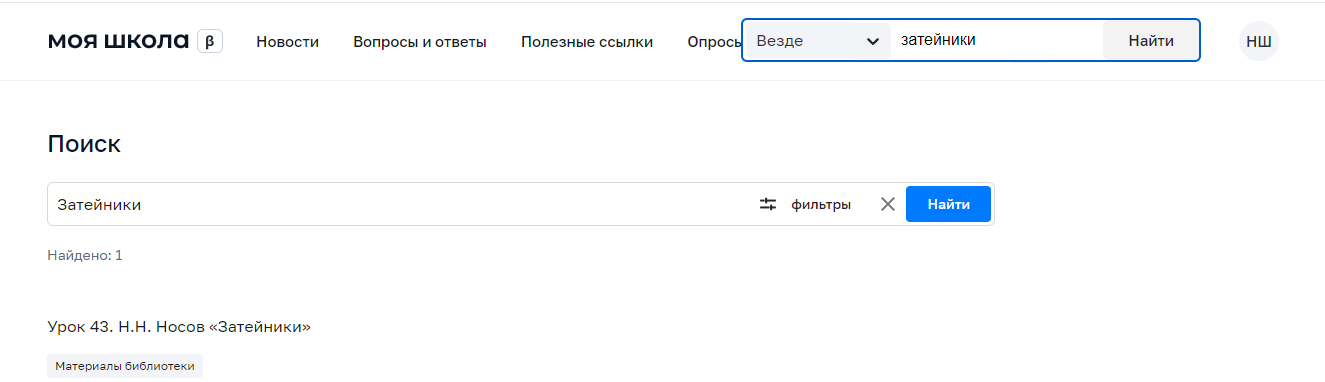 моя школа β Новости Вопросы и ответы Полезные ссылки Опросы Везде затейники Найти НШ
Поиск
Затейники фильтры Найти
Найдено: 1
Урок 43. Н.Н. Носов «Затейники»
Материалы библиотеки